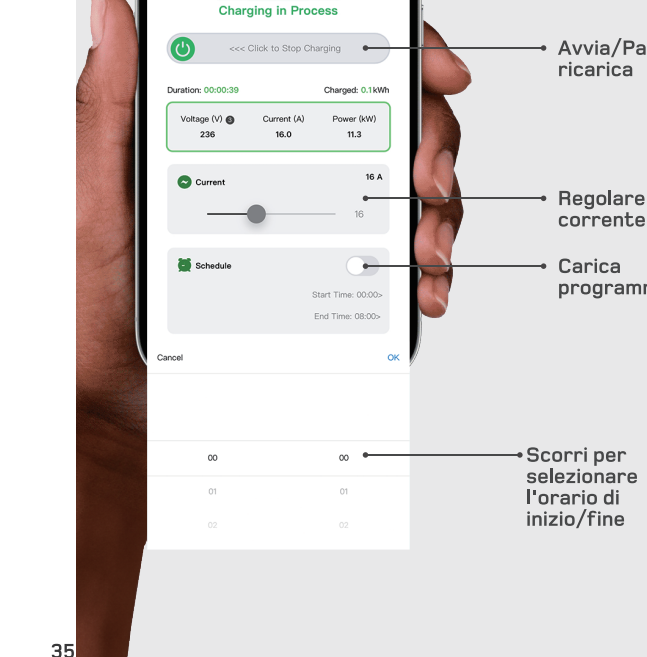 Charging in Process
<<< Click to Stop Charging
Avvia/Pa
ricarica
Duration: 00:00:39 Charged: 0.1 kWh
Voltage (V) 3 Current (A) Power (kW)
236 16.0 11.3
Current 16 A
16
Regolare
corrente
Schedule
Start Time: 00:00>
End Time: 08:00>
Carica
programm
Cancel OK
00 00
01 01
02 02
Scorri per
selezionare
l'orario di
inizio/fine
35